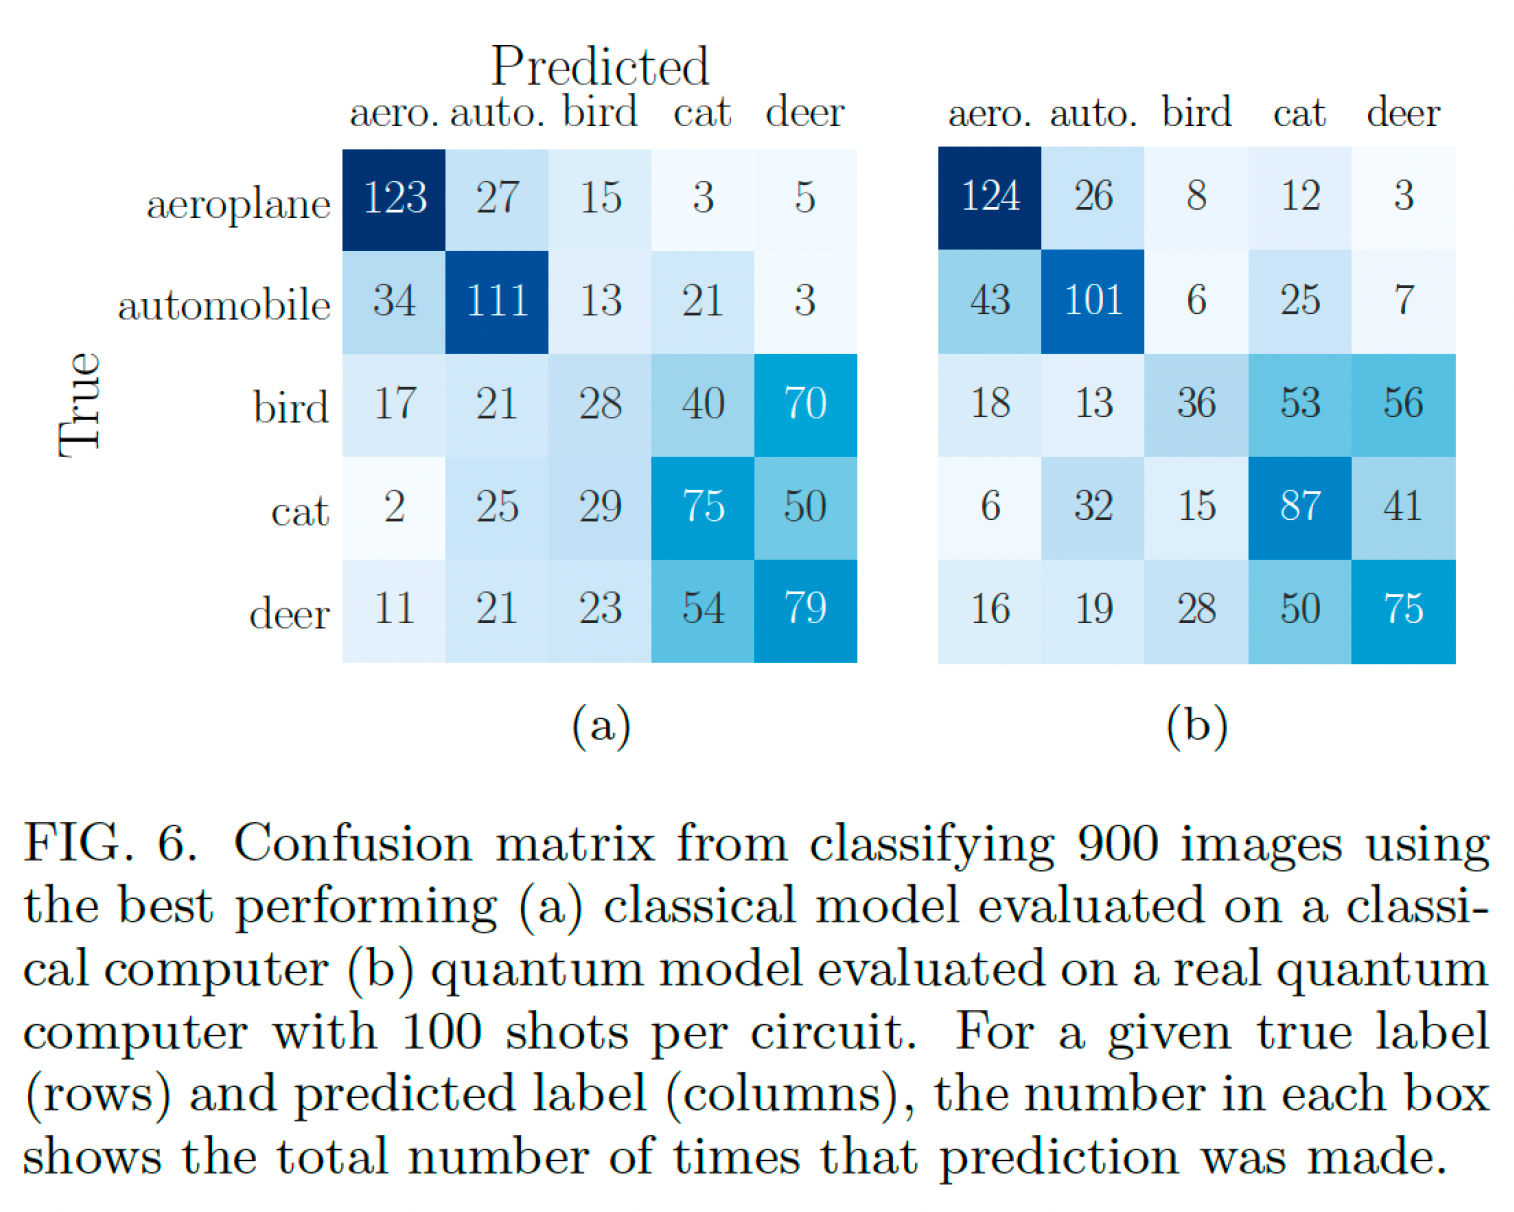 Predicted
aero. auto. bird cat deer
aero. auto. bird cat deer
True
aeroplane 123 27 15 3 5
124 26 8 12 3
automobile 34 111 13 21 3
43 101 6 25 7
bird 17 21 28 40 70
18 13 36 53 56
cat 2 25 29 75 50
6 32 15 87 41
deer 11 21 23 54 79
16 19 28 50 75
(a)
(b)
FIG. 6. Confusion matrix from classifying 900 images using
the best performing (a) classical model evaluated on a classi-
cal computer (b) quantum model evaluated on a real quantum
computer with 100 shots per circuit. For a given true label
(rows) and predicted label (columns), the number in each box
shows the total number of times that prediction was made.